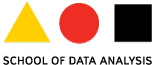 SCHOOL OF DATA ANALYSIS